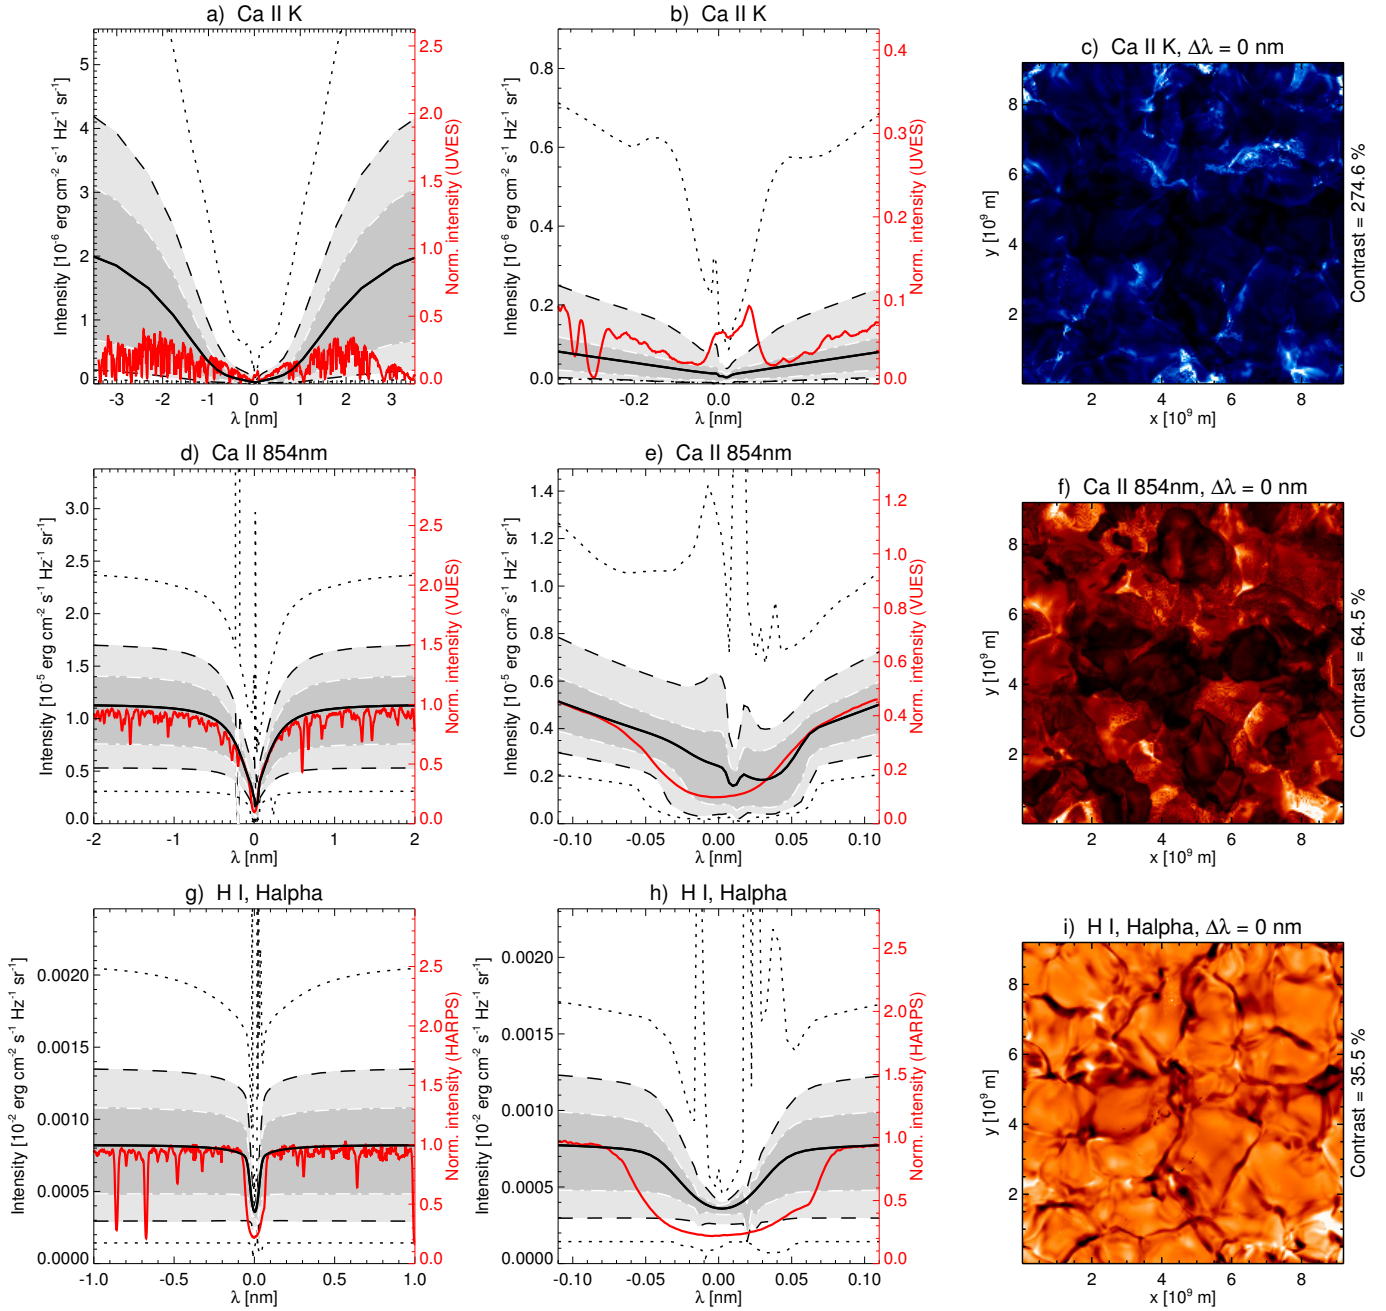 a) Ca II K
Intensity [10⁻⁶ erg cm⁻² s⁻¹ Hz⁻¹ sr⁻¹]
5
4
3
2
1
0
-3 -2 -1 0 1 2 3
λ [nm]
2.5
2.0
1.5
1.0
0.5
0.0
Norm. intensity (UVES)
b) Ca II K
Intensity [10⁻⁶ erg cm⁻² s⁻¹ Hz⁻¹ sr⁻¹]
0.8
0.6
0.4
0.2
0.0
-0.2 0.0 0.2
λ [nm]
0.4
0.3
0.2
0.1
0.0
Norm. intensity (UVES)
c) Ca II K, Δλ = 0 nm
y [10⁹ m]
8
6
4
2
2 4 6 8
x [10⁹ m]
Contrast = 274.6 %
d) Ca II 854nm
Intensity [10⁻⁵ erg cm⁻² s⁻¹ Hz⁻¹ sr⁻¹]
3.0
2.5
2.0
1.5
1.0
0.5
0.0
-2 -1 0 1 2
λ [nm]
2.5
2.0
1.5
1.0
0.5
0.0
Norm. intensity (VUES)
e) Ca II 854nm
Intensity [10⁻⁵ erg cm⁻² s⁻¹ Hz⁻¹ sr⁻¹]
1.4
1.2
1.0
0.8
0.6
0.4
0.2
0.0
-0.10 -0.05 0.00 0.05 0.10
λ [nm]
1.2
1.0
0.8
0.6
0.4
0.2
0.0
Norm. intensity (VUES)
f) Ca II 854nm, Δλ = 0 nm
y [10⁹ m]
8
6
4
2
2 4 6 8
x [10⁹ m]
Contrast = 64.5 %
g) H I, Halpha
Intensity [10⁻² erg cm⁻² s⁻¹ Hz⁻¹ sr⁻¹]
0.0020
0.0015
0.0010
0.0005
0.0000
-1.0 -0.5 0.0 0.5 1.0
λ [nm]
2.5
2.0
1.5
1.0
0.5
0.0
Norm. intensity (HARPS)
h) H I, Halpha
Intensity [10⁻² erg cm⁻² s⁻¹ Hz⁻¹ sr⁻¹]
0.0020
0.0015
0.0010
0.0005
0.0000
-0.10 -0.05 0.00 0.05 0.10
λ [nm]
2.5
2.0
1.5
1.0
0.5
0.0
Norm. intensity (HARPS)
i) H I, Halpha, Δλ = 0 nm
y [10⁹ m]
8
6
4
2
2 4 6 8
x [10⁹ m]
Contrast = 35.5 %